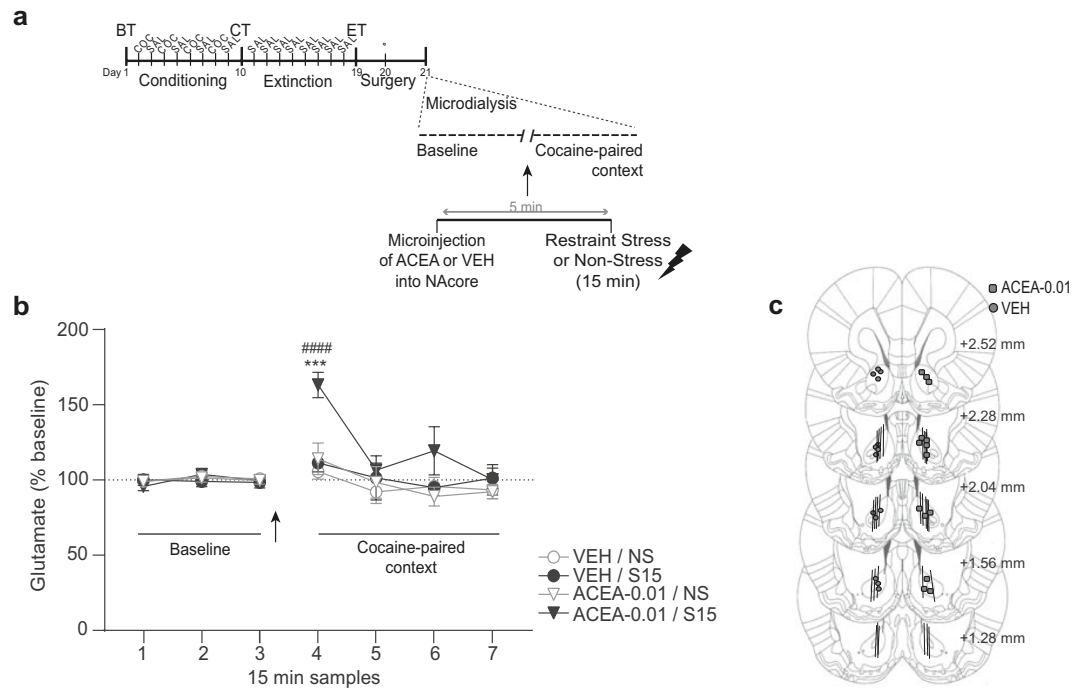 a
BT COC SAL COC SAL COC SAL COC SAL CT SAL SAL SAL SAL SAL SAL SAL SAL ET
Day 1 10 19 20 21
Conditioning Extinction Surgery
Microdialysis
Baseline Cocaine-paired
context
5 min
Microinjection
of ACEA or VEH
into NAcore
Restraint Stress
or Non-Stress
(15 min)
b
Glutamate (% baseline)
200
150
100
50
0
####
***
Baseline
Cocaine-paired
context
1 2 3 4 5 6 7
15 min samples
VEH / NS
VEH / S15
ACEA-0.01 / NS
ACEA-0.01 / S15
c
ACEA-0.01
VEH
+2.52 mm
+2.28 mm
+2.04 mm
+1.56 mm
+1.28 mm